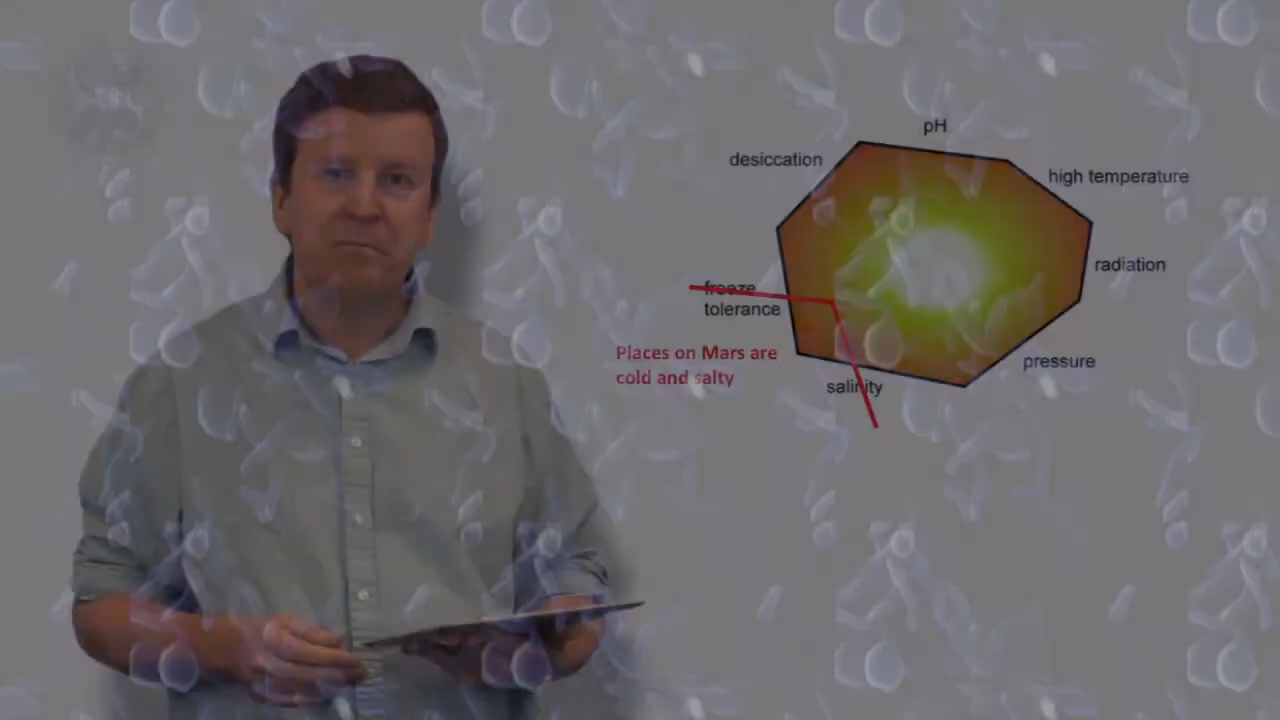 pH
desiccation
high temperature
radiation
freeze
tolerance
Places on Mars are
cold and salty
pressure
salinity